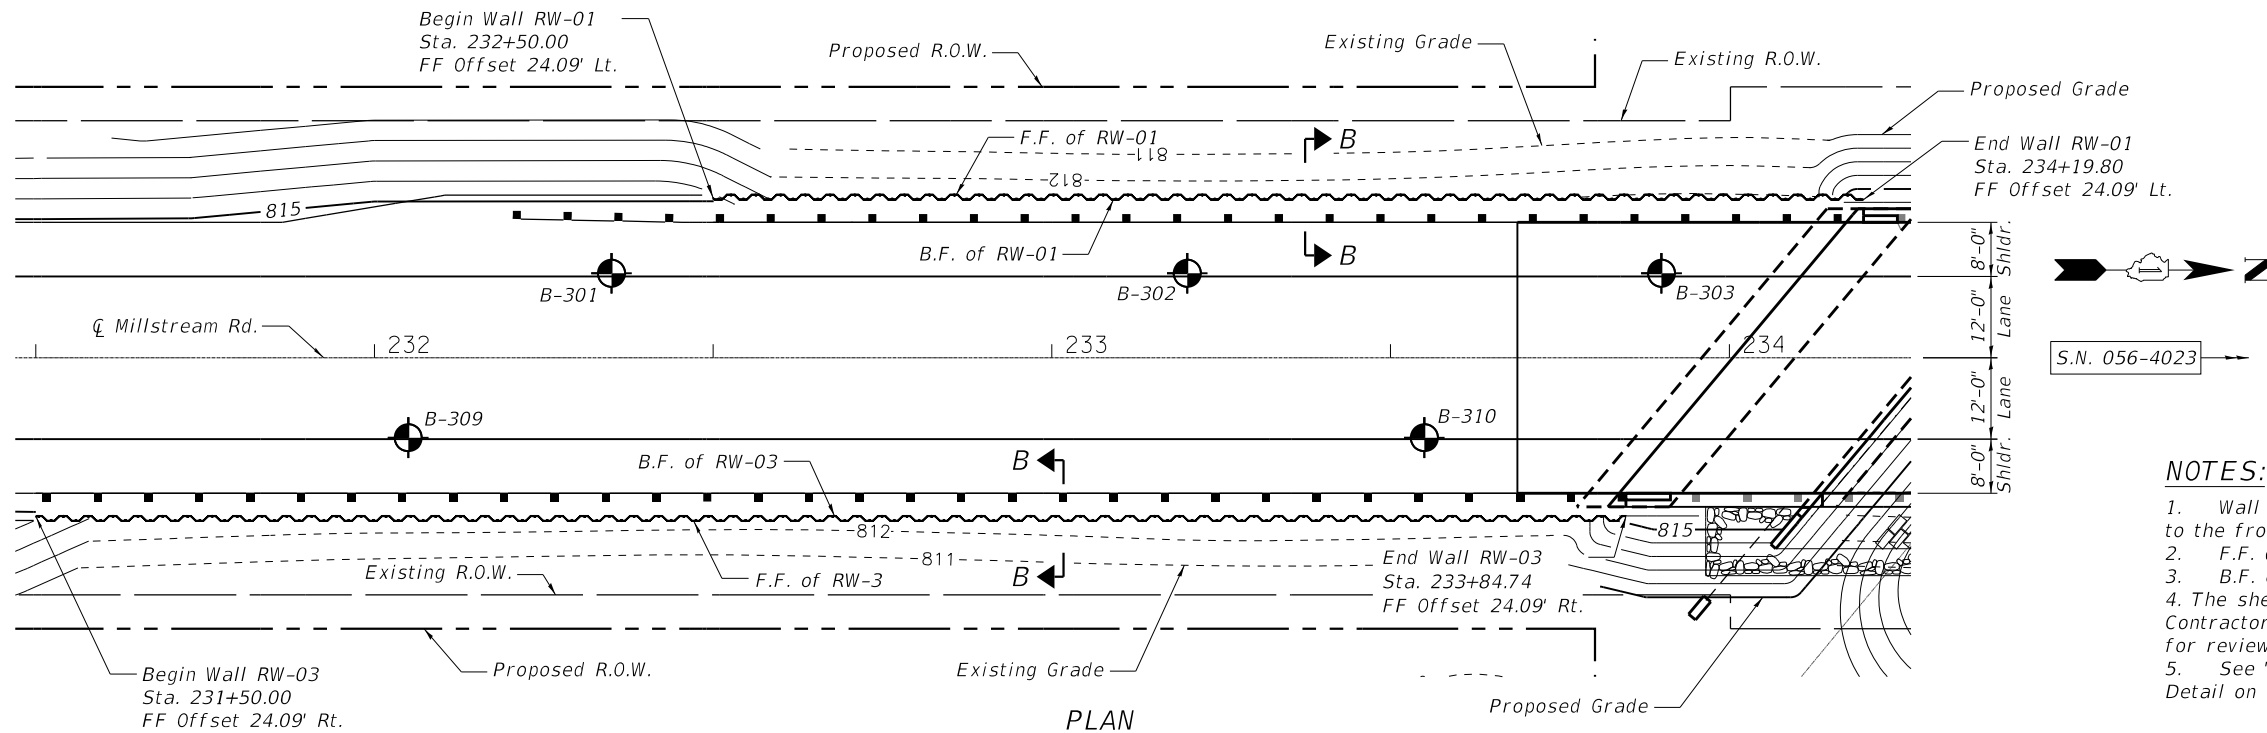 Begin Wall RW-01
Sta. 232+50.00
FF Offset 24.09' Lt.
Proposed R.O.W.
Existing Grade
Existing R.O.W.
Proposed Grade
F.F. of RW-01
B
811
812
End Wall RW-01
Sta. 234+19.80
FF Offset 24.09' Lt.
815
B.F. of RW-01
B
B-301
B-302
B-303
8'-0"
Shldr.
12'-0"
Lane
12'-0"
Lane
8'-0"
Shldr.
℄ Millstream Rd.
232
233
234
S.N. 056-4023
B-309
B-310
B.F. of RW-03
B
812
811
815
Existing R.O.W.
F.F. of RW-3
B
End Wall RW-03
Sta. 233+84.74
FF Offset 24.09' Rt.
Begin Wall RW-03
Sta. 231+50.00
FF Offset 24.09' Rt.
Proposed R.O.W.
Existing Grade
Proposed Grade
PLAN
NOTES:
1. Wall
to the fro
2. F.F.
3. B.F.
4. The she
Contractor
for review
5. See
Detail on